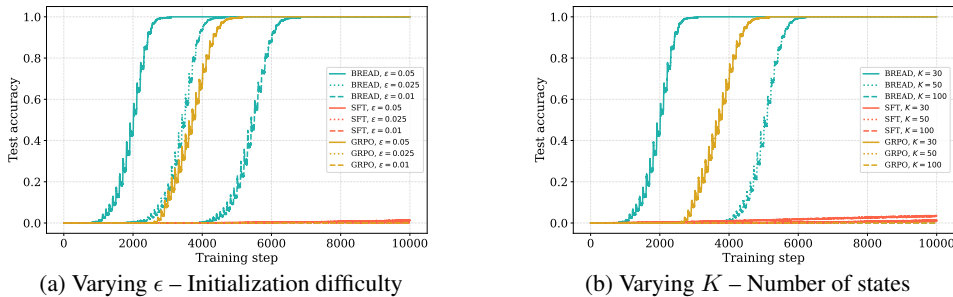 Test accuracy
1.0
0.8
0.6
0.4
0.2
0.0
BREAD, ε = 0.05
BREAD, ε = 0.025
BREAD, ε = 0.01
SFT, ε = 0.05
SFT, ε = 0.025
SFT, ε = 0.01
GRPO, ε = 0.05
GRPO, ε = 0.025
GRPO, ε = 0.01
0 2000 4000 6000 8000 10000
Training step
(a) Varying ϵ – Initialization difficulty
Test accuracy
1.0
0.8
0.6
0.4
0.2
0.0
BREAD, K = 30
BREAD, K = 50
BREAD, K = 100
SFT, K = 30
SFT, K = 50
SFT, K = 100
GRPO, K = 30
GRPO, K = 50
GRPO, K = 100
0 2000 4000 6000 8000 10000
Training step
(b) Varying K – Number of states